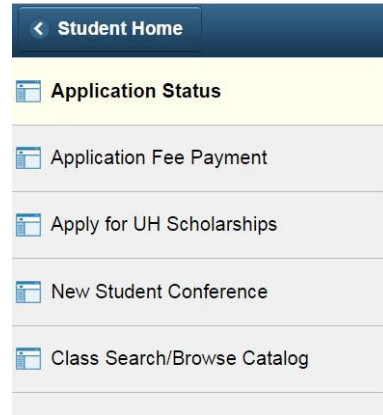 Student Home
Application Status
Application Fee Payment
Apply for UH Scholarships
New Student Conference
Class Search/Browse Catalog